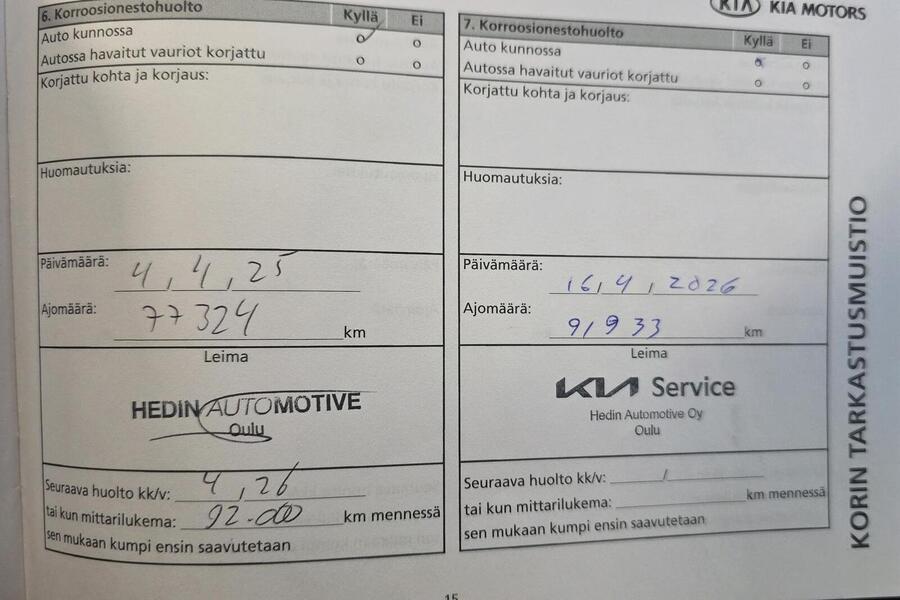 KIA KIA MOTORS
6. Korroosionestohuolto Kyllä Ei
Auto kunnossa
Autossa havaitut vauriot korjattu
Korjattu kohta ja korjaus:
Huomautuksia:
Päivämäärä: 4,4,25
Ajomäärä: 77324 km
Leima
HEDIN AUTOMOTIVE
Oulu
Seuraava huolto kk/v: 4,26
tai kun mittarilukema: 92.000 km mennessä
sen mukaan kumpi ensin saavutetaan
7. Korroosionestohuolto Kyllä Ei
Auto kunnossa
Autossa havaitut vauriot korjattu
Korjattu kohta ja korjaus:
Huomautuksia:
Päivämäärä: 16,4,2026
Ajomäärä: 91933 km
Leima
KIA Service
Hedin Automotive Oy
Oulu
Seuraava huolto kk/v: /
tai kun mittarilukema: km mennessä
sen mukaan kumpi ensin saavutetaan
KORIN TARKASTUSMUISTIO
15